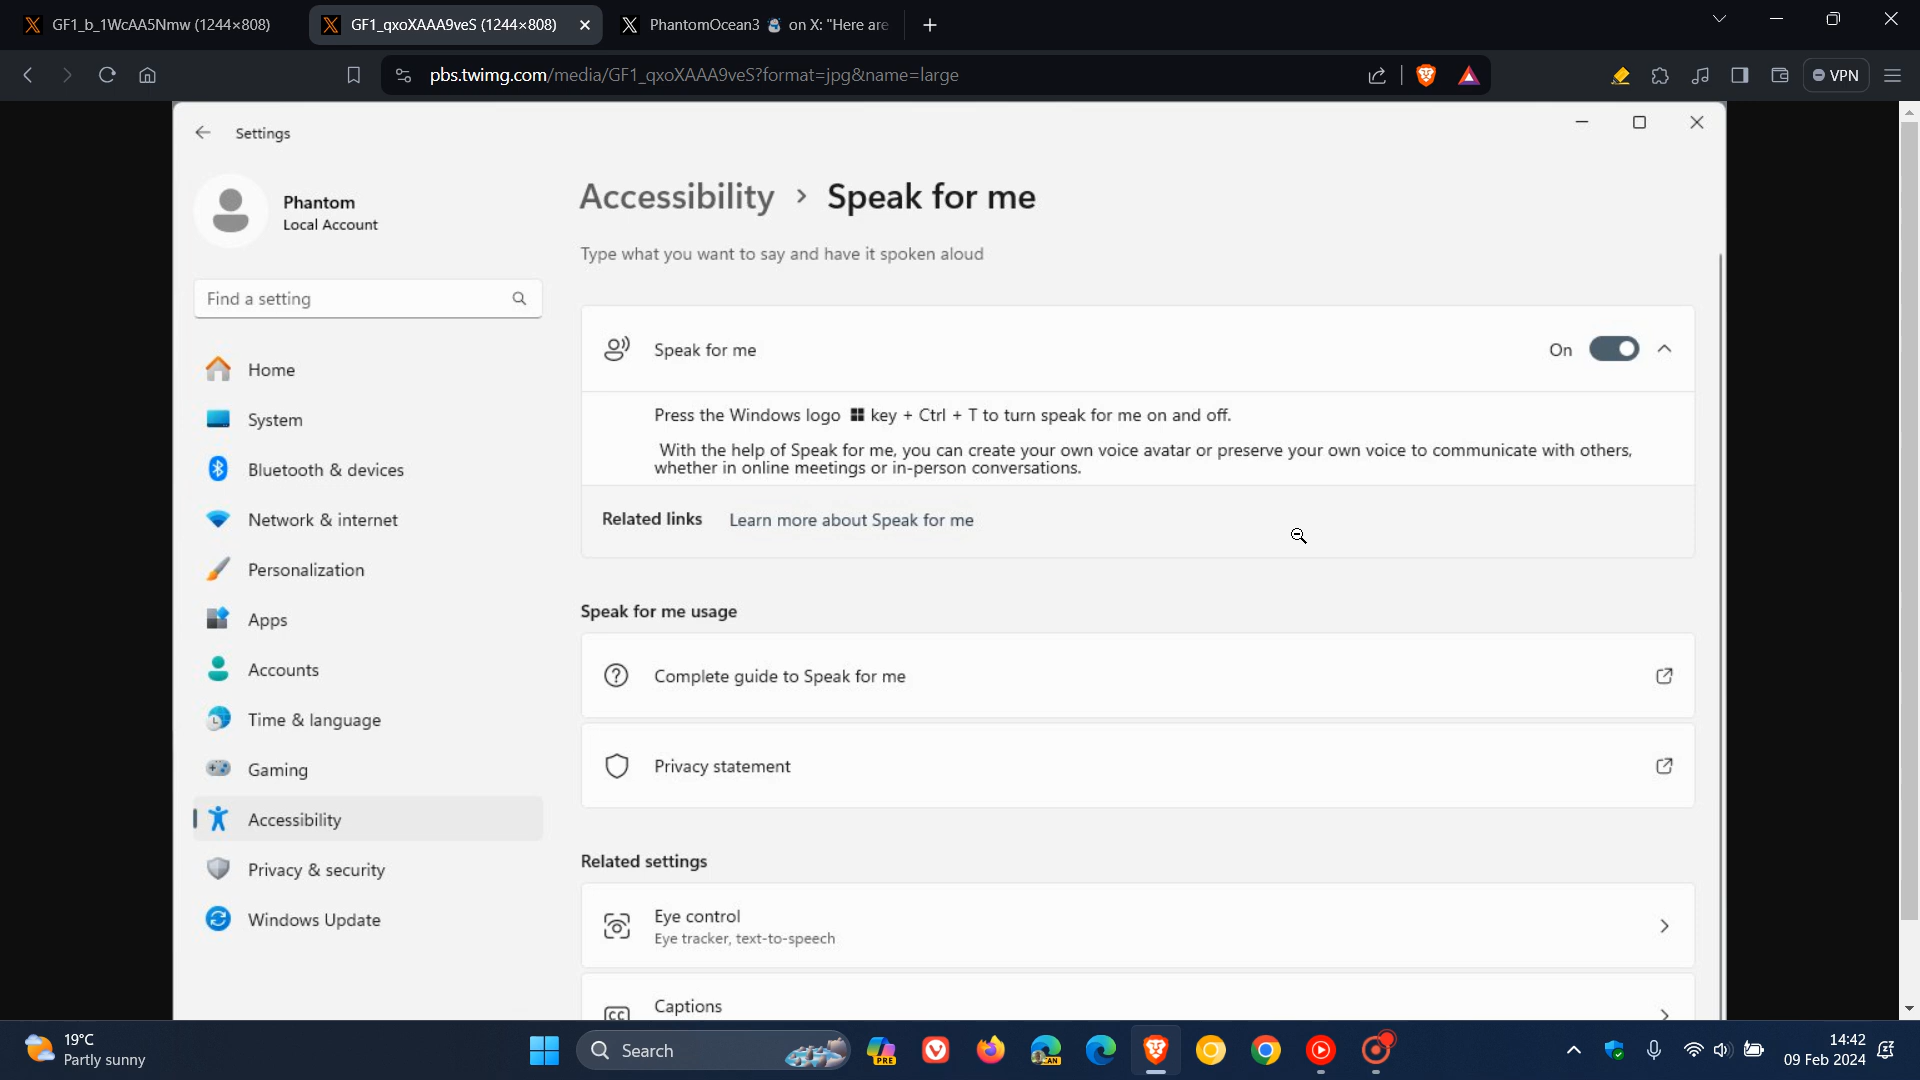 GF1_b_1WcAA5Nmw (1244×808)
GF1_qxoXAAA9veS (1244×808)
PhantomOcean3 ☃️ on X: "Here are
pbs.twimg.com/media/GF1_qxoXAAA9veS?format=jpg&name=large
VPN
Settings
Phantom
Local Account
Find a setting
Home
System
Bluetooth & devices
Network & internet
Personalization
Apps
Accounts
Time & language
Gaming
Accessibility
Privacy & security
Windows Update
Accessibility > Speak for me
Type what you want to say and have it spoken aloud
Speak for me
On
Press the Windows logo key + Ctrl + T to turn speak for me on and off.
With the help of Speak for me, you can create your own voice avatar or preserve your own voice to communicate with others,
whether in online meetings or in-person conversations.
Related links Learn more about Speak for me
Speak for me usage
Complete guide to Speak for me
Privacy statement
Related settings
Eye control
Eye tracker, text-to-speech
Captions
CC
19°C
Partly sunny
Search
PRE
CAN
14:42
09 Feb 2024